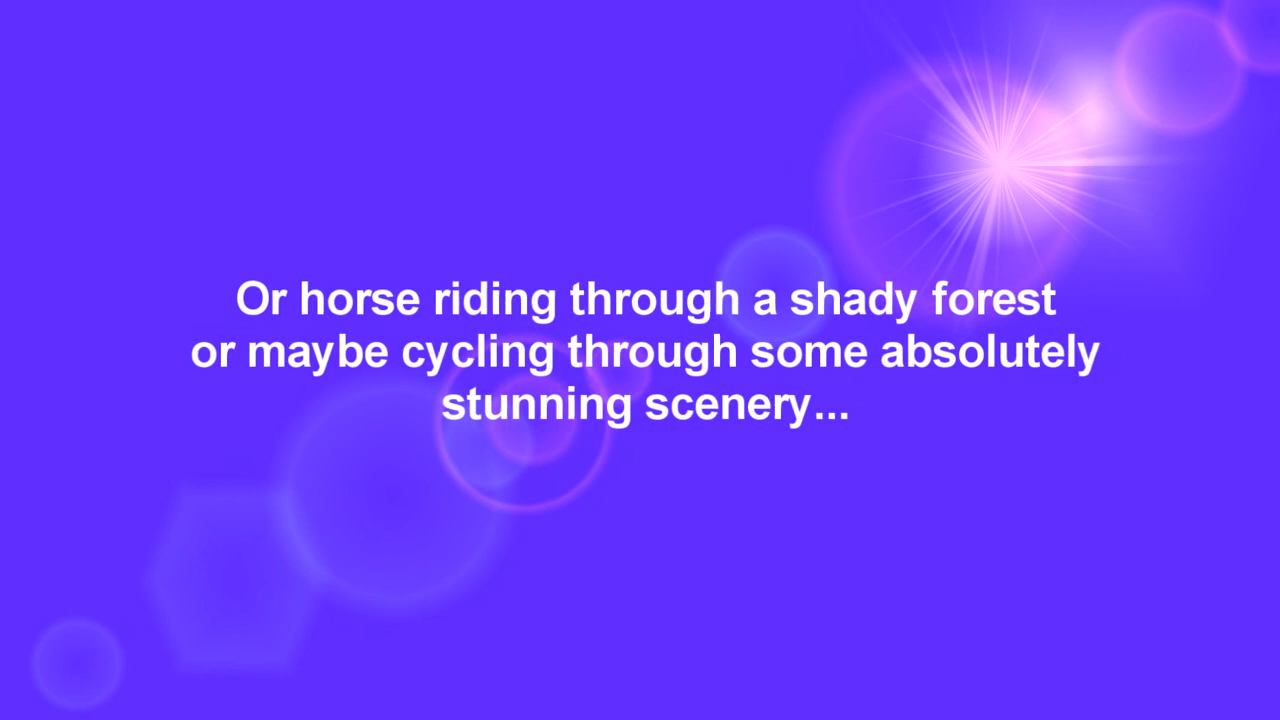 Or horse riding through a shady forest
or maybe cycling through some absolutely
stunning scenery...